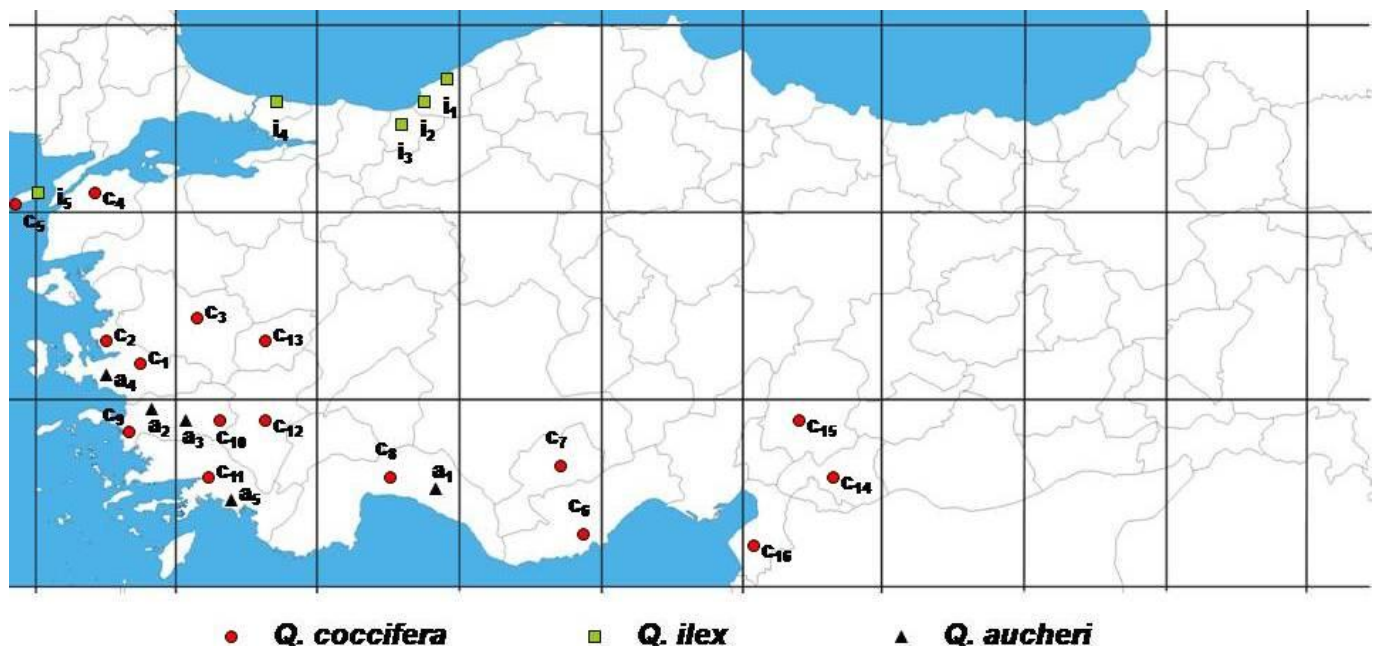 i₁
i₂
i₄
i₃
i₅
c₄
c₅
c₃
c₂
c₁₃
c₁
a₄
c₉
a₂
a₃
c₁₀
c₁₂
c₁₅
c₇
c₈
a₁
c₁₁
a₅
c₁₄
c₆
c₁₆
Q. coccifera Q. ilex Q. aucheri